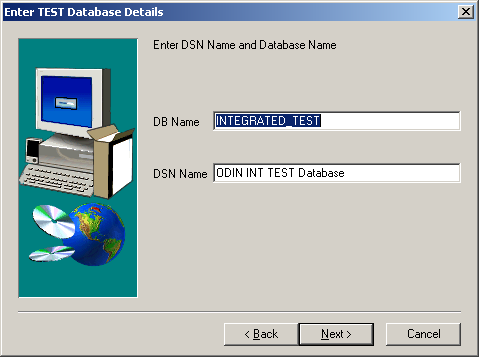 Enter TEST Database Details
Enter DSN Name and Database Name
DB Name INTEGRATED_TEST
DSN Name ODIN INT TEST Database
< Back Next > Cancel